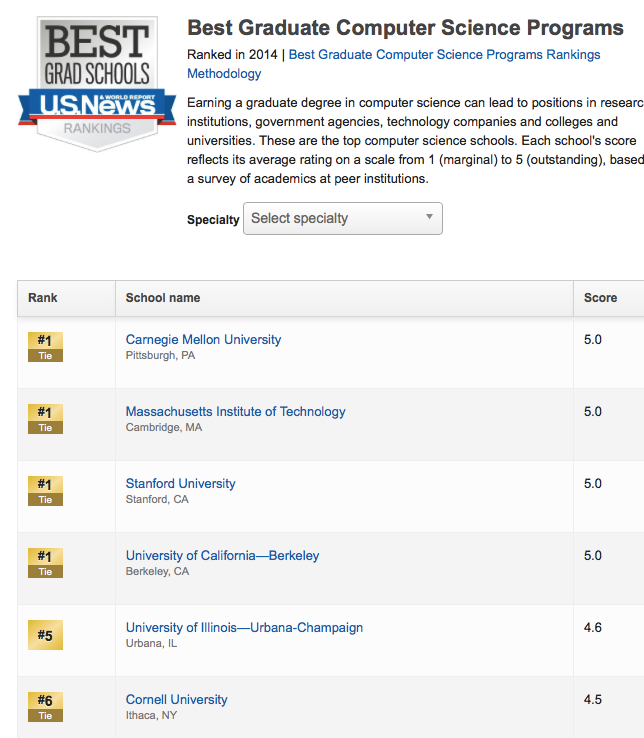 BEST
GRAD SCHOOLS
U.S.News
& WORLD REPORT
RANKINGS
Best Graduate Computer Science Programs
Ranked in 2014 | Best Graduate Computer Science Programs Rankings
Methodology
Earning a graduate degree in computer science can lead to positions in researc
institutions, government agencies, technology companies and colleges and
universities. These are the top computer science schools. Each school's score
reflects its average rating on a scale from 1 (marginal) to 5 (outstanding), based
a survey of academics at peer institutions.
Specialty Select specialty
Rank School name Score
#1 Carnegie Mellon University 5.0
Tie Pittsburgh, PA
#1 Massachusetts Institute of Technology 5.0
Tie Cambridge, MA
#1 Stanford University 5.0
Tie Stanford, CA
#1 University of California—Berkeley 5.0
Tie Berkeley, CA
#5 University of Illinois—Urbana-Champaign 4.6
Urbana, IL
#6 Cornell University 4.5
Tie Ithaca, NY